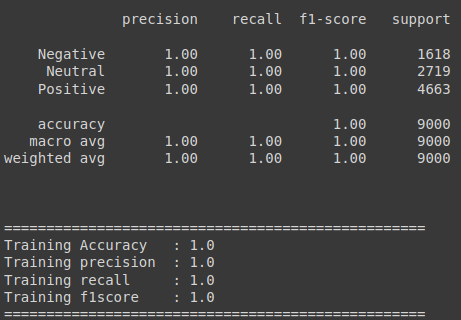 precision recall f1-score support
Negative 1.00 1.00 1.00 1618
Neutral 1.00 1.00 1.00 2719
Positive 1.00 1.00 1.00 4663
accuracy 1.00 9000
macro avg 1.00 1.00 1.00 9000
weighted avg 1.00 1.00 1.00 9000
==================================================
Training Accuracy : 1.0
Training precision : 1.0
Training recall : 1.0
Training f1score : 1.0
==================================================